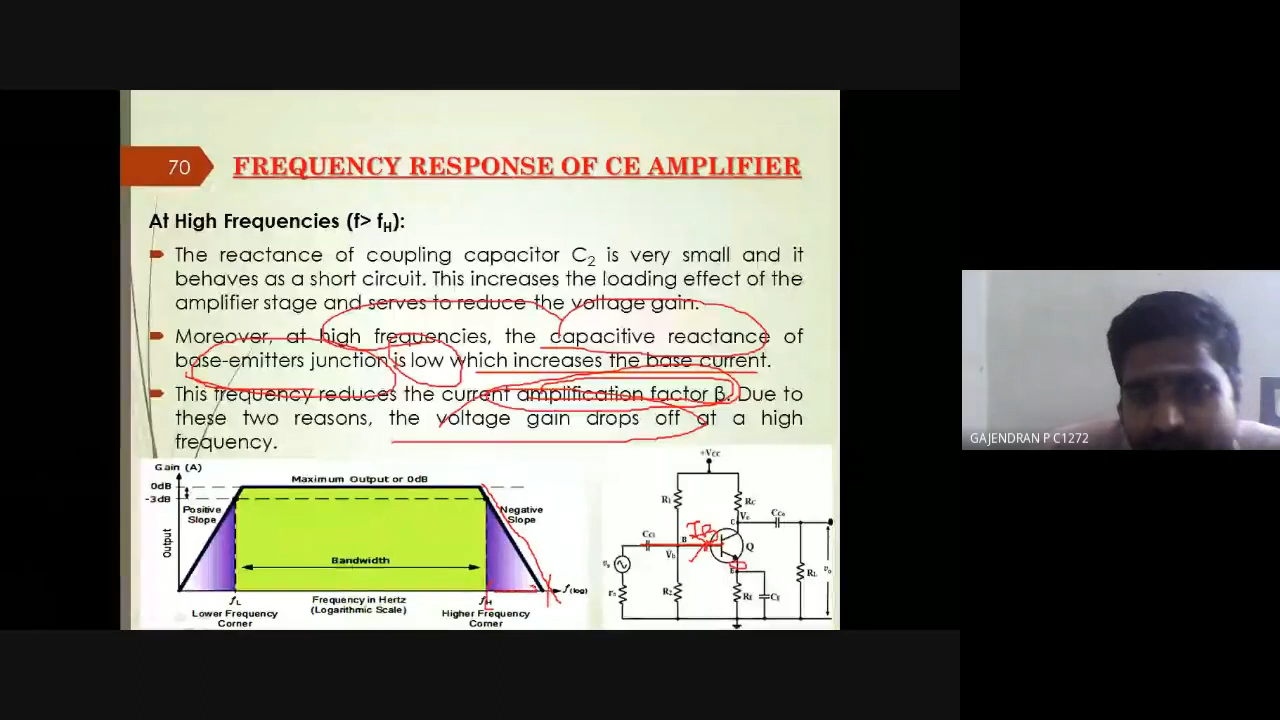 70
FREQUENCY RESPONSE OF CE AMPLIFIER
At High Frequencies (f> fH):
The reactance of coupling capacitor C2 is very small and it
behaves as a short circuit. This increases the loading effect of the
amplifier stage and serves to reduce the voltage gain.
Moreover, at high frequencies, the capacitive reactance of
base-emitters junction is low which increases the base current.
This frequency reduces the current amplification factor β. Due to
these two reasons, the voltage gain drops off at a high
frequency.
Gain (A)
0dB
-3dB
Maximum Output or 0dB
Positive
Slope
Negative
Slope
Output
Bandwidth
fL
Frequency in Hertz
(Logarithmic Scale)
fH
f(log)
Lower Frequency
Corner
Higher Frequency
Corner
+VCC
R1
RC
VC
C
CCo
CCi
IB
B
Q
Vb
E
R2
RE
CE
RL
vo
GAJENDRAN P C1272